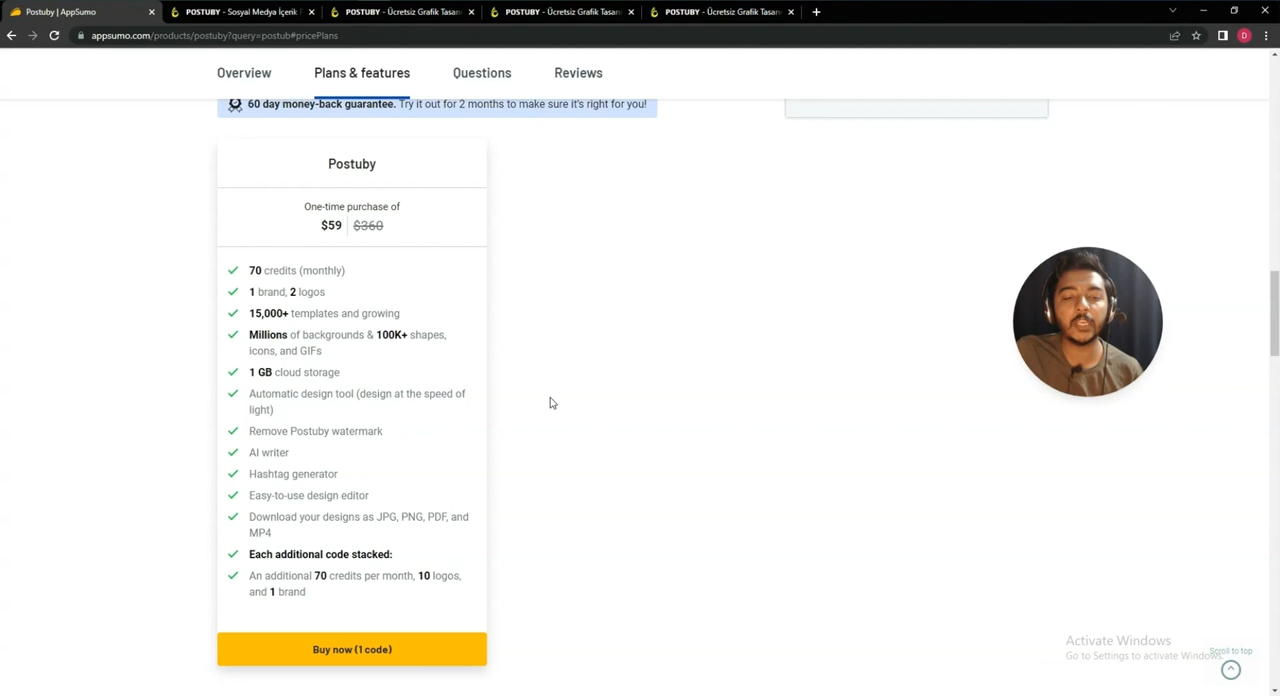 Postuby | AppSumo
POSTUBY - Sosyal Medya İçerik
POSTUBY - Ücretsiz Grafik Tasarı
POSTUBY - Ücretsiz Grafik Tasarı
POSTUBY - Ücretsiz Grafik Tasarı
appsumo.com/products/postuby?query=postub#pricePlans
D
Overview
Plans & features
Questions
Reviews
60 day money-back guarantee. Try it out for 2 months to make sure it's right for you!
Postuby
One-time purchase of
$59 $360
70 credits (monthly)
1 brand, 2 logos
15,000+ templates and growing
Millions of backgrounds & 100K+ shapes,
icons, and GIFs
1 GB cloud storage
Automatic design tool (design at the speed of
light)
Remove Postuby watermark
AI writer
Hashtag generator
Easy-to-use design editor
Download your designs as JPG, PNG, PDF, and
MP4
Each additional code stacked:
An additional 70 credits per month, 10 logos,
and 1 brand
Buy now (1 code)
Activate Windows
Go to Settings to activate Windows.
Scroll to top